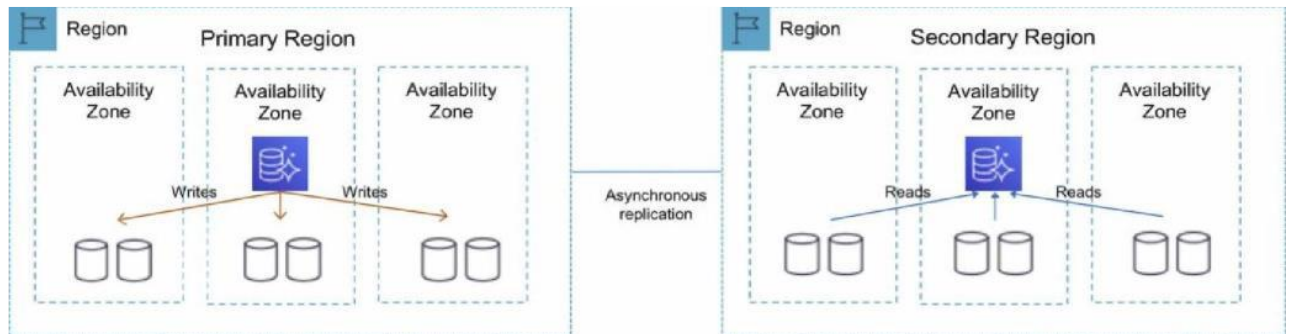 Region
Primary Region
Availability
Zone
Availability
Zone
Availability
Zone
Writes
Writes
Asynchronous
replication
Region
Secondary Region
Availability
Zone
Availability
Zone
Availability
Zone
Reads
Reads